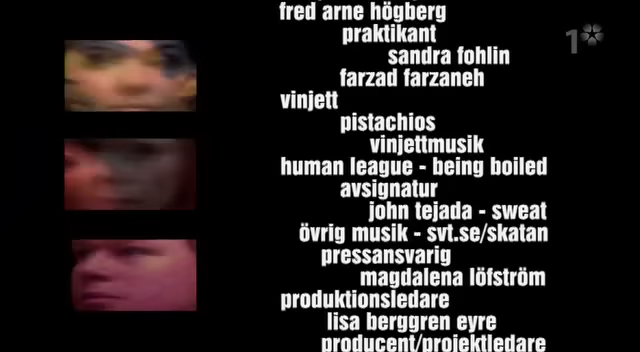 fred arne högberg
praktikant
sandra fohlin
farzad farzaneh
vinjett
pistachios
vinjettmusik
human league - being boiled
avsignatur
john tejada - sweat
övrig musik - svt.se/skatan
pressansvarig
magdalena löfström
produktionsledare
lisa berggren eyre
producent/projektledare
1